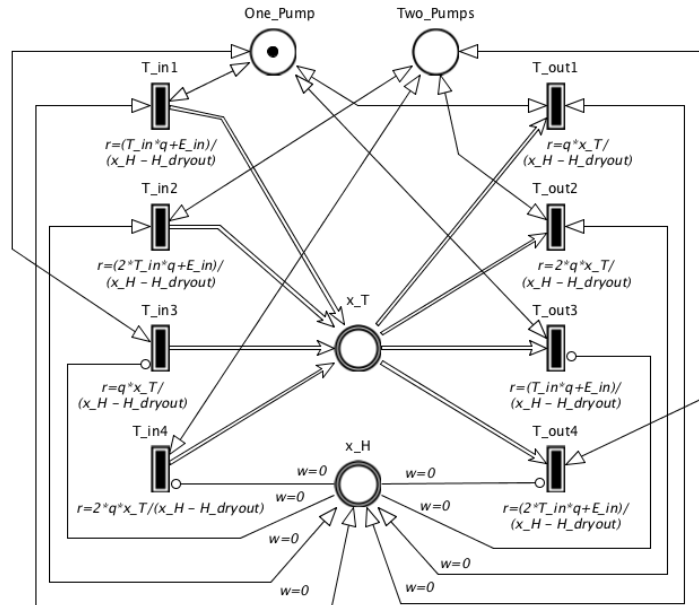 One_Pump
Two_Pumps
T_in1
T_out1
r=(T_in*q+E_in)/
(x_H – H_dryout)
r=q*x_T/
(x_H – H_dryout)
T_in2
T_out2
r=(2*T_in*q+E_in)/
(x_H – H_dryout)
r=2*q*x_T/
(x_H – H_dryout)
x_T
T_in3
T_out3
r=q*x_T/
(x_H – H_dryout)
r=(T_in*q+E_in)/
(x_H – H_dryout)
T_in4
x_H
T_out4
w=0
w=0
w=0
w=0
r=2*q*x_T/(x_H – H_dryout)
r=(2*T_in*q+E_in)/
(x_H – H_dryout)
w=0
w=0
w=0
w=0